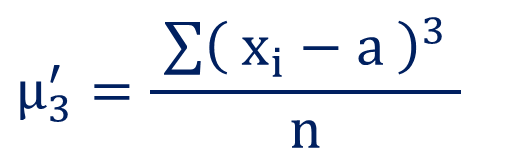 μ′₃ = ∑( xᵢ − a )³ / n